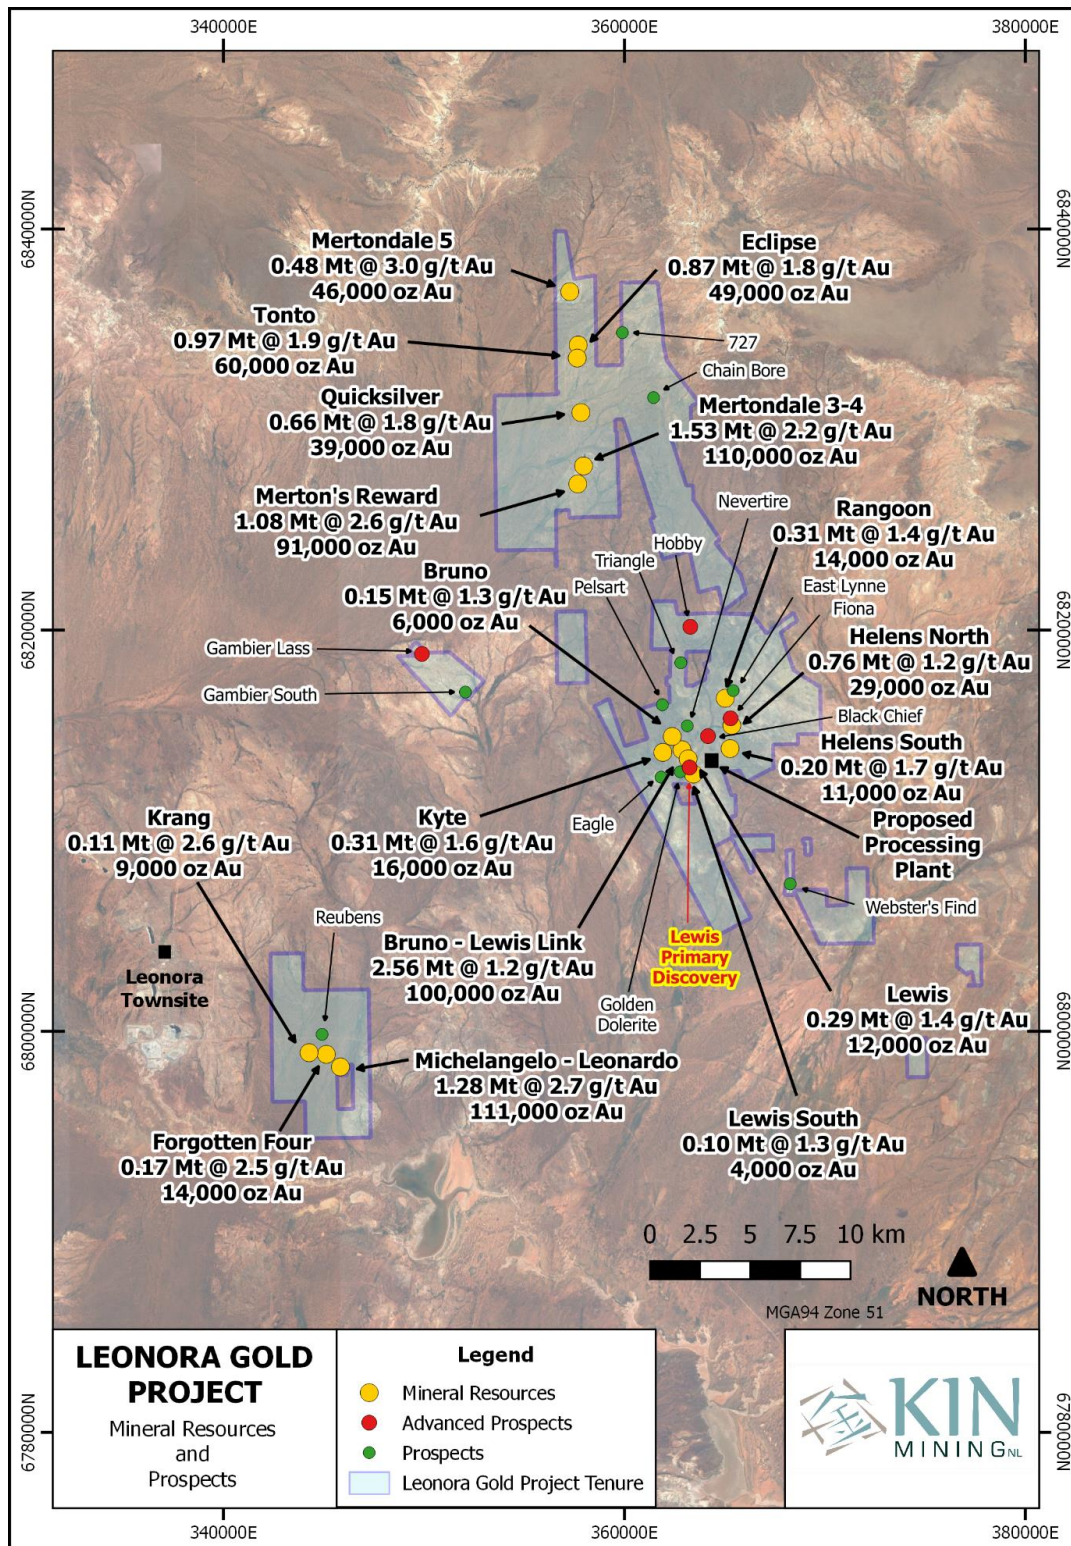 340000E
360000E
380000E
6840000N
6840000N
Mertondale 5
0.48 Mt @ 3.0 g/t Au
46,000 oz Au
Eclipse
0.87 Mt @ 1.8 g/t Au
49,000 oz Au
Tonto
0.97 Mt @ 1.9 g/t Au
60,000 oz Au
727
Chain Bore
Quicksilver
0.66 Mt @ 1.8 g/t Au
39,000 oz Au
Mertondale 3-4
1.53 Mt @ 2.2 g/t Au
110,000 oz Au
Merton's Reward
1.08 Mt @ 2.6 g/t Au
91,000 oz Au
Nevertire
Rangoon
0.31 Mt @ 1.4 g/t Au
14,000 oz Au
Hobby
Triangle
Pelsart
Bruno
0.15 Mt @ 1.3 g/t Au
6,000 oz Au
East Lynne
Fiona
6820000N
6820000N
Helens North
0.76 Mt @ 1.2 g/t Au
29,000 oz Au
Gambier Lass
Gambier South
Black Chief
Helens South
0.20 Mt @ 1.7 g/t Au
11,000 oz Au
Krang
0.11 Mt @ 2.6 g/t Au
9,000 oz Au
Kyte
0.31 Mt @ 1.6 g/t Au
16,000 oz Au
Eagle
Proposed
Processing
Plant
Reubens
Webster's Find
Bruno - Lewis Link
2.56 Mt @ 1.2 g/t Au
100,000 oz Au
Lewis
Primary
Discovery
Leonora
Townsite
Golden
Dolerite
Lewis
0.29 Mt @ 1.4 g/t Au
12,000 oz Au
6800000N
6800000N
Michelangelo - Leonardo
1.28 Mt @ 2.7 g/t Au
111,000 oz Au
Forgotten Four
0.17 Mt @ 2.5 g/t Au
14,000 oz Au
Lewis South
0.10 Mt @ 1.3 g/t Au
4,000 oz Au
0 2.5 5 7.5 10 km
NORTH
MGA94 Zone 51
LEONORA GOLD
PROJECT
Mineral Resources
and
Prospects
Legend
Mineral Resources
Advanced Prospects
Prospects
Leonora Gold Project Tenure
KIN
MINING NL
6780000N
6780000N
340000E
360000E
380000E